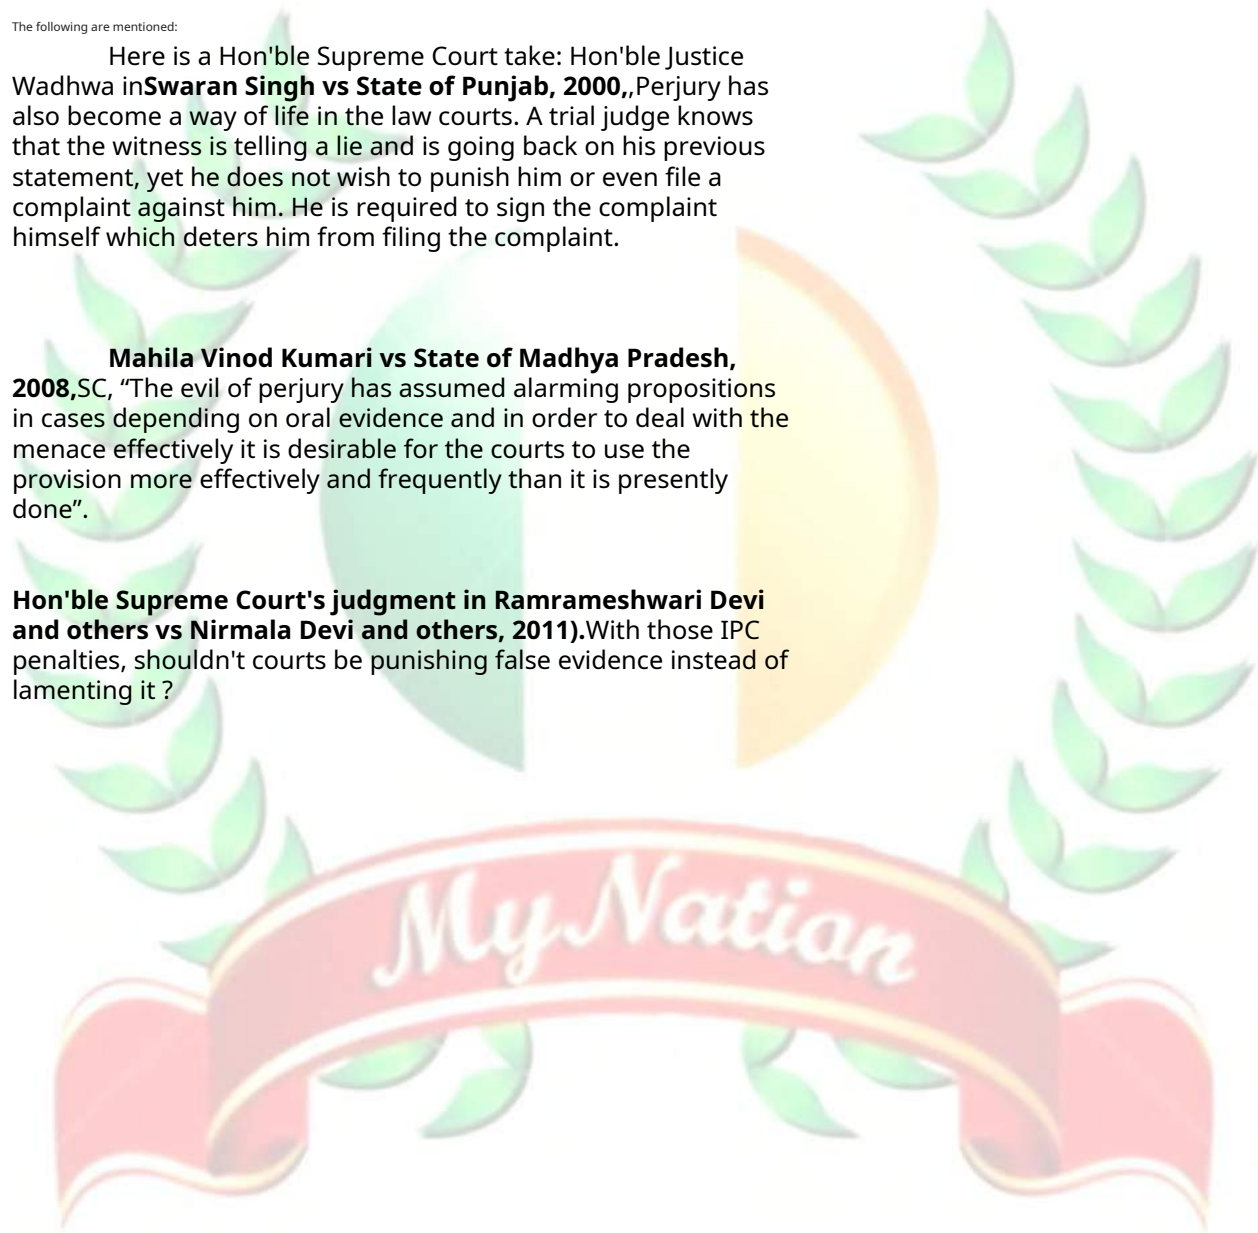 The following are mentioned:
Here is a Hon'ble Supreme Court take: Hon'ble Justice
Wadhwa inSwaran Singh vs State of Punjab, 2000,,Perjury has
also become a way of life in the law courts. A trial judge knows
that the witness is telling a lie and is going back on his previous
statement, yet he does not wish to punish him or even file a
complaint against him. He is required to sign the complaint
himself which deters him from filing the complaint.
Mahila Vinod Kumari vs State of Madhya Pradesh,
2008,SC, “The evil of perjury has assumed alarming propositions
in cases depending on oral evidence and in order to deal with the
menace effectively it is desirable for the courts to use the
provision more effectively and frequently than it is presently
done”.
Hon'ble Supreme Court's judgment in Ramrameshwari Devi
and others vs Nirmala Devi and others, 2011).With those IPC
penalties, shouldn't courts be punishing false evidence instead of
lamenting it ?
My Nation